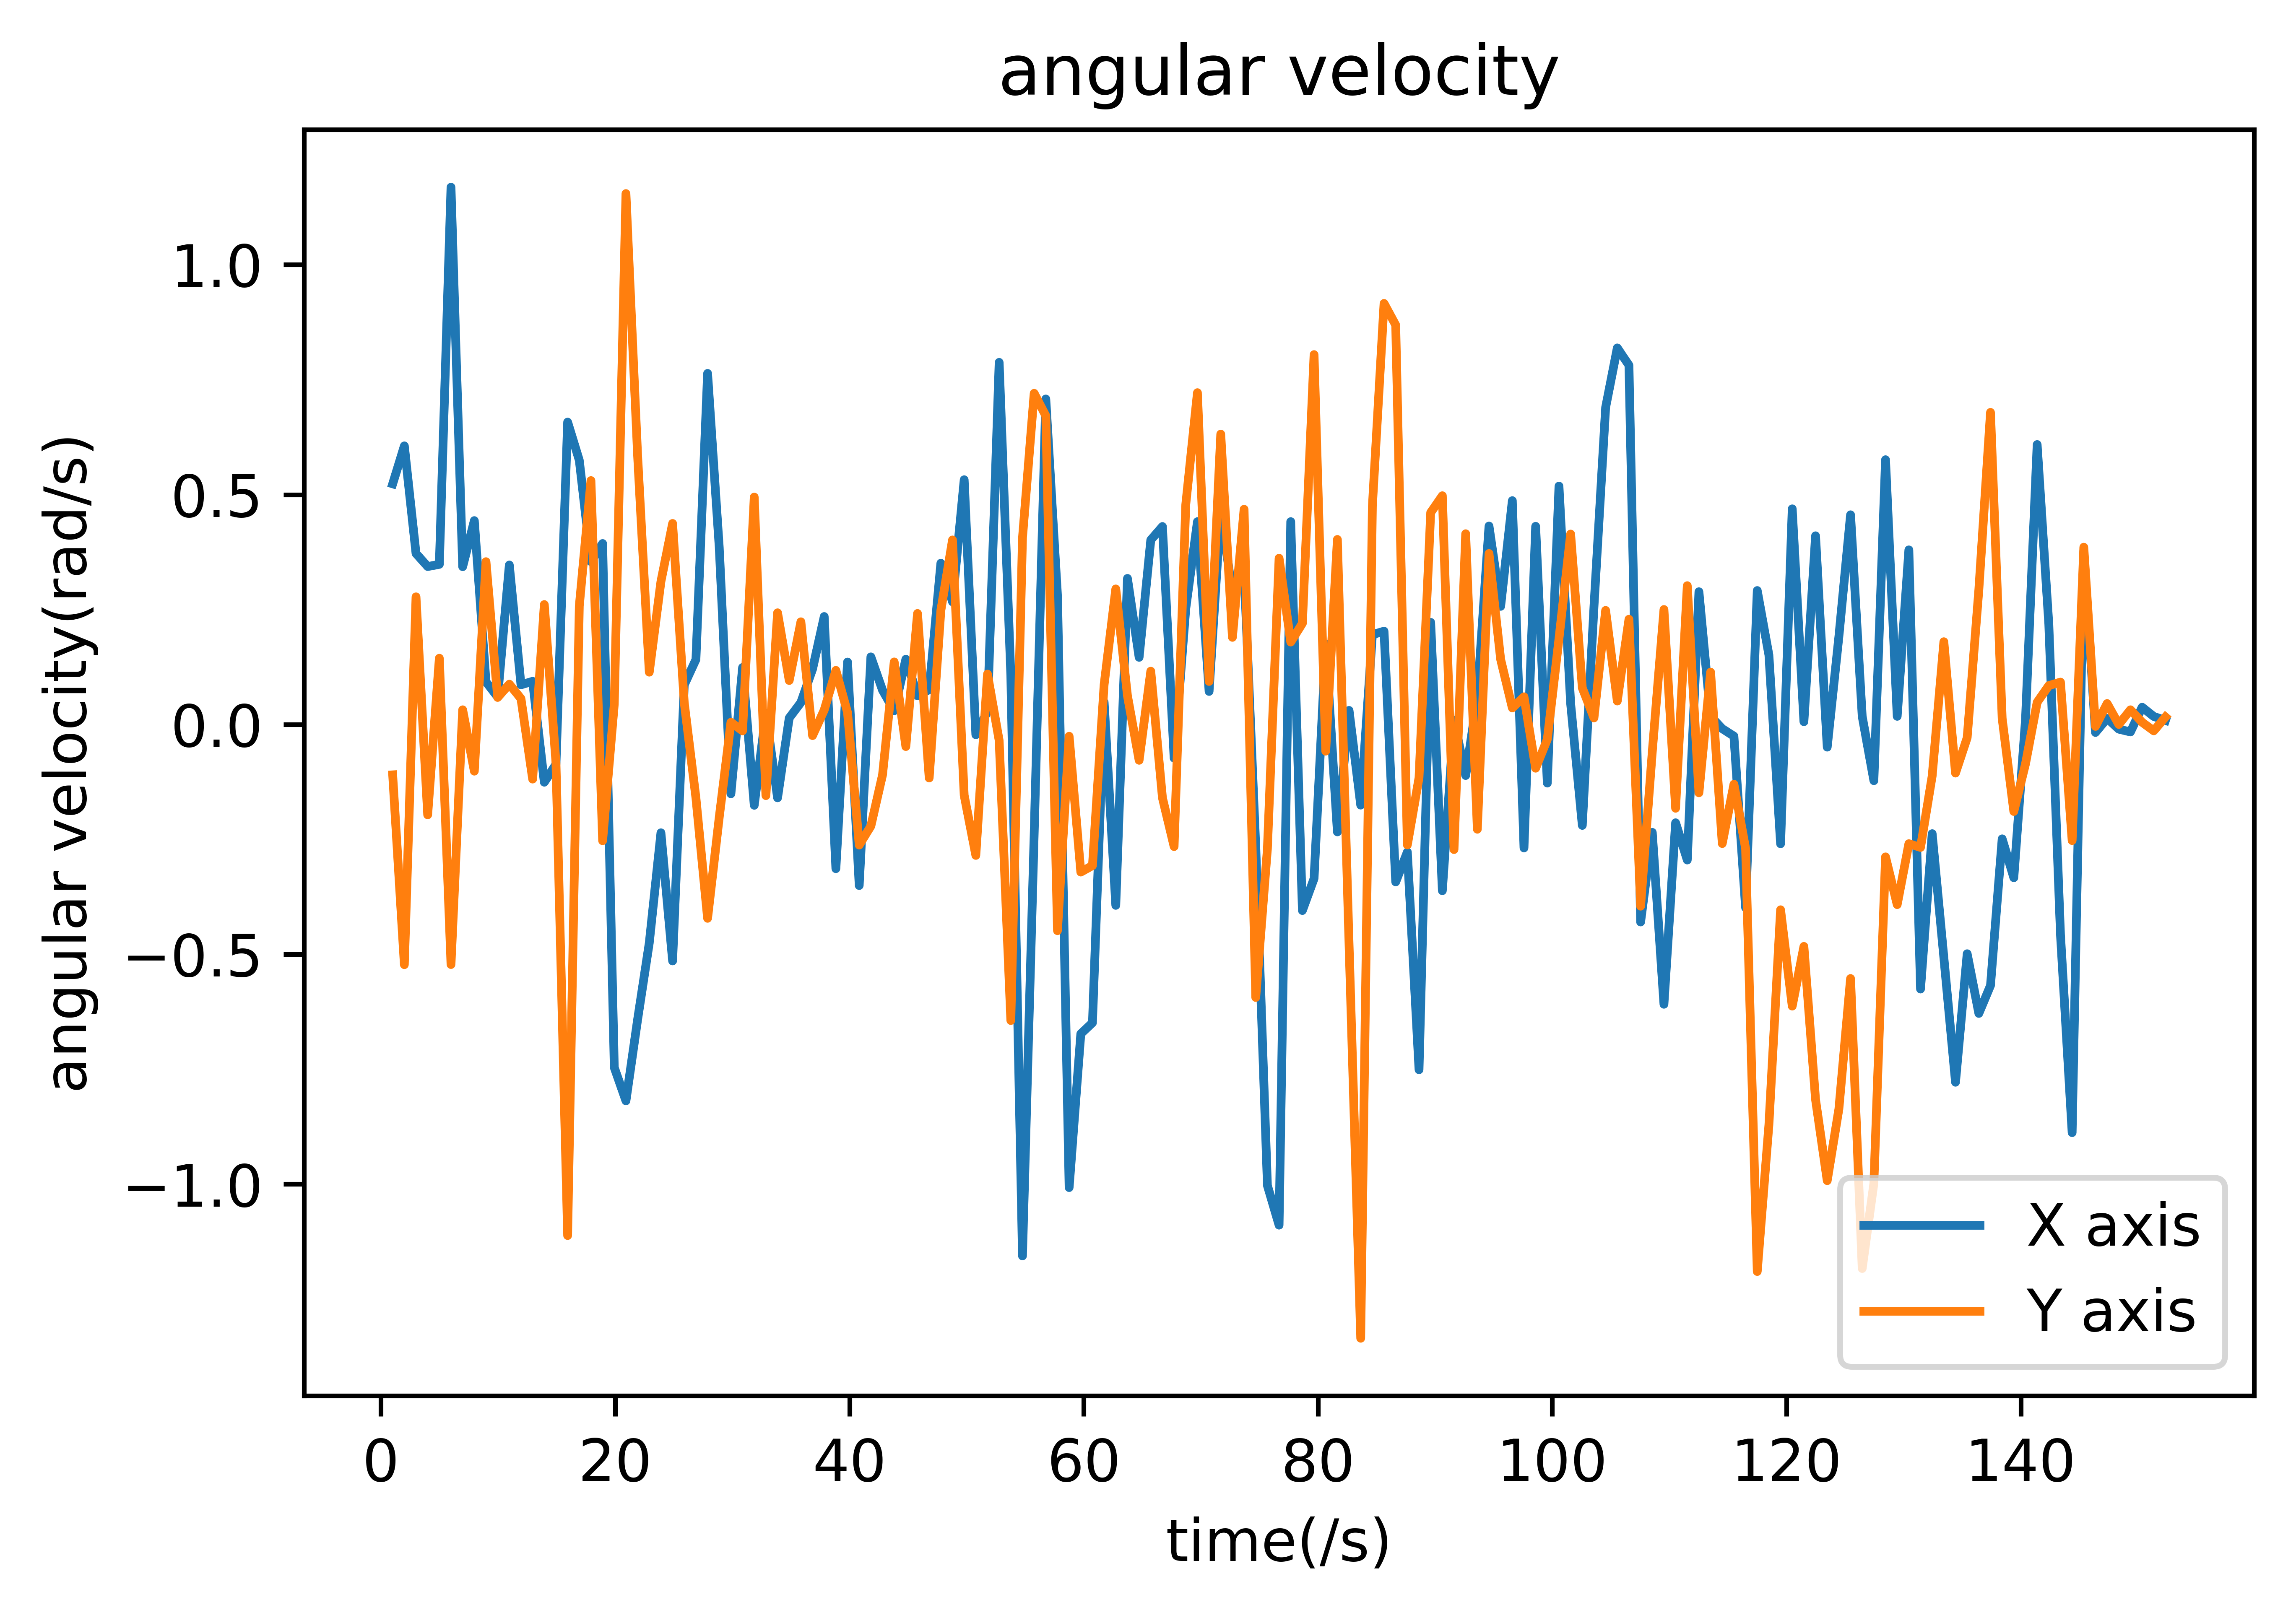 angular velocity
angular velocity(rad/s)
1.0
0.5
0.0
−0.5
−1.0
X axis
Y axis
0 20 40 60 80 100 120 140
time(/s)